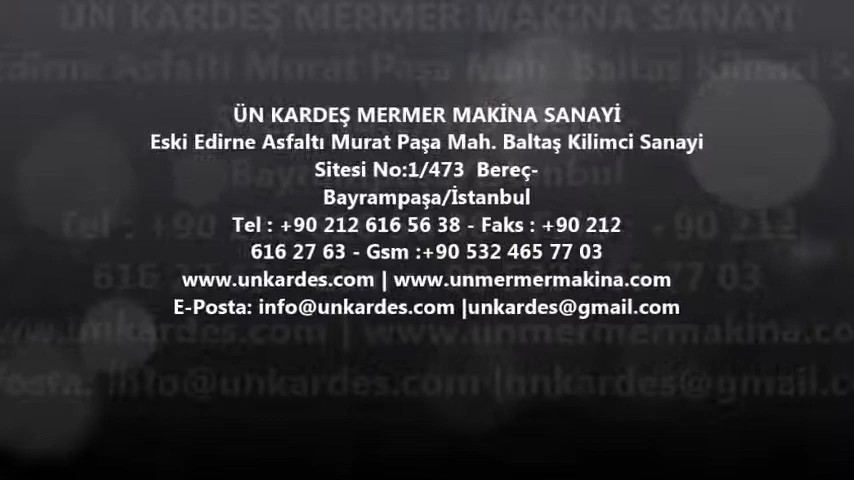 ÜN KARDEŞ MERMER MAKİNA SANAYİ
Eski Edirne Asfaltı Murat Paşa Mah. Baltaş Kilimci Sanayi
Sitesi No:1/473 Bereç-
Bayrampaşa/İstanbul
Tel : +90 212 616 56 38 - Faks : +90 212
616 27 63 - Gsm :+90 532 465 77 03
www.unkardes.com | www.unmermermakina.com
E-Posta: info@unkardes.com |unkardes@gmail.com